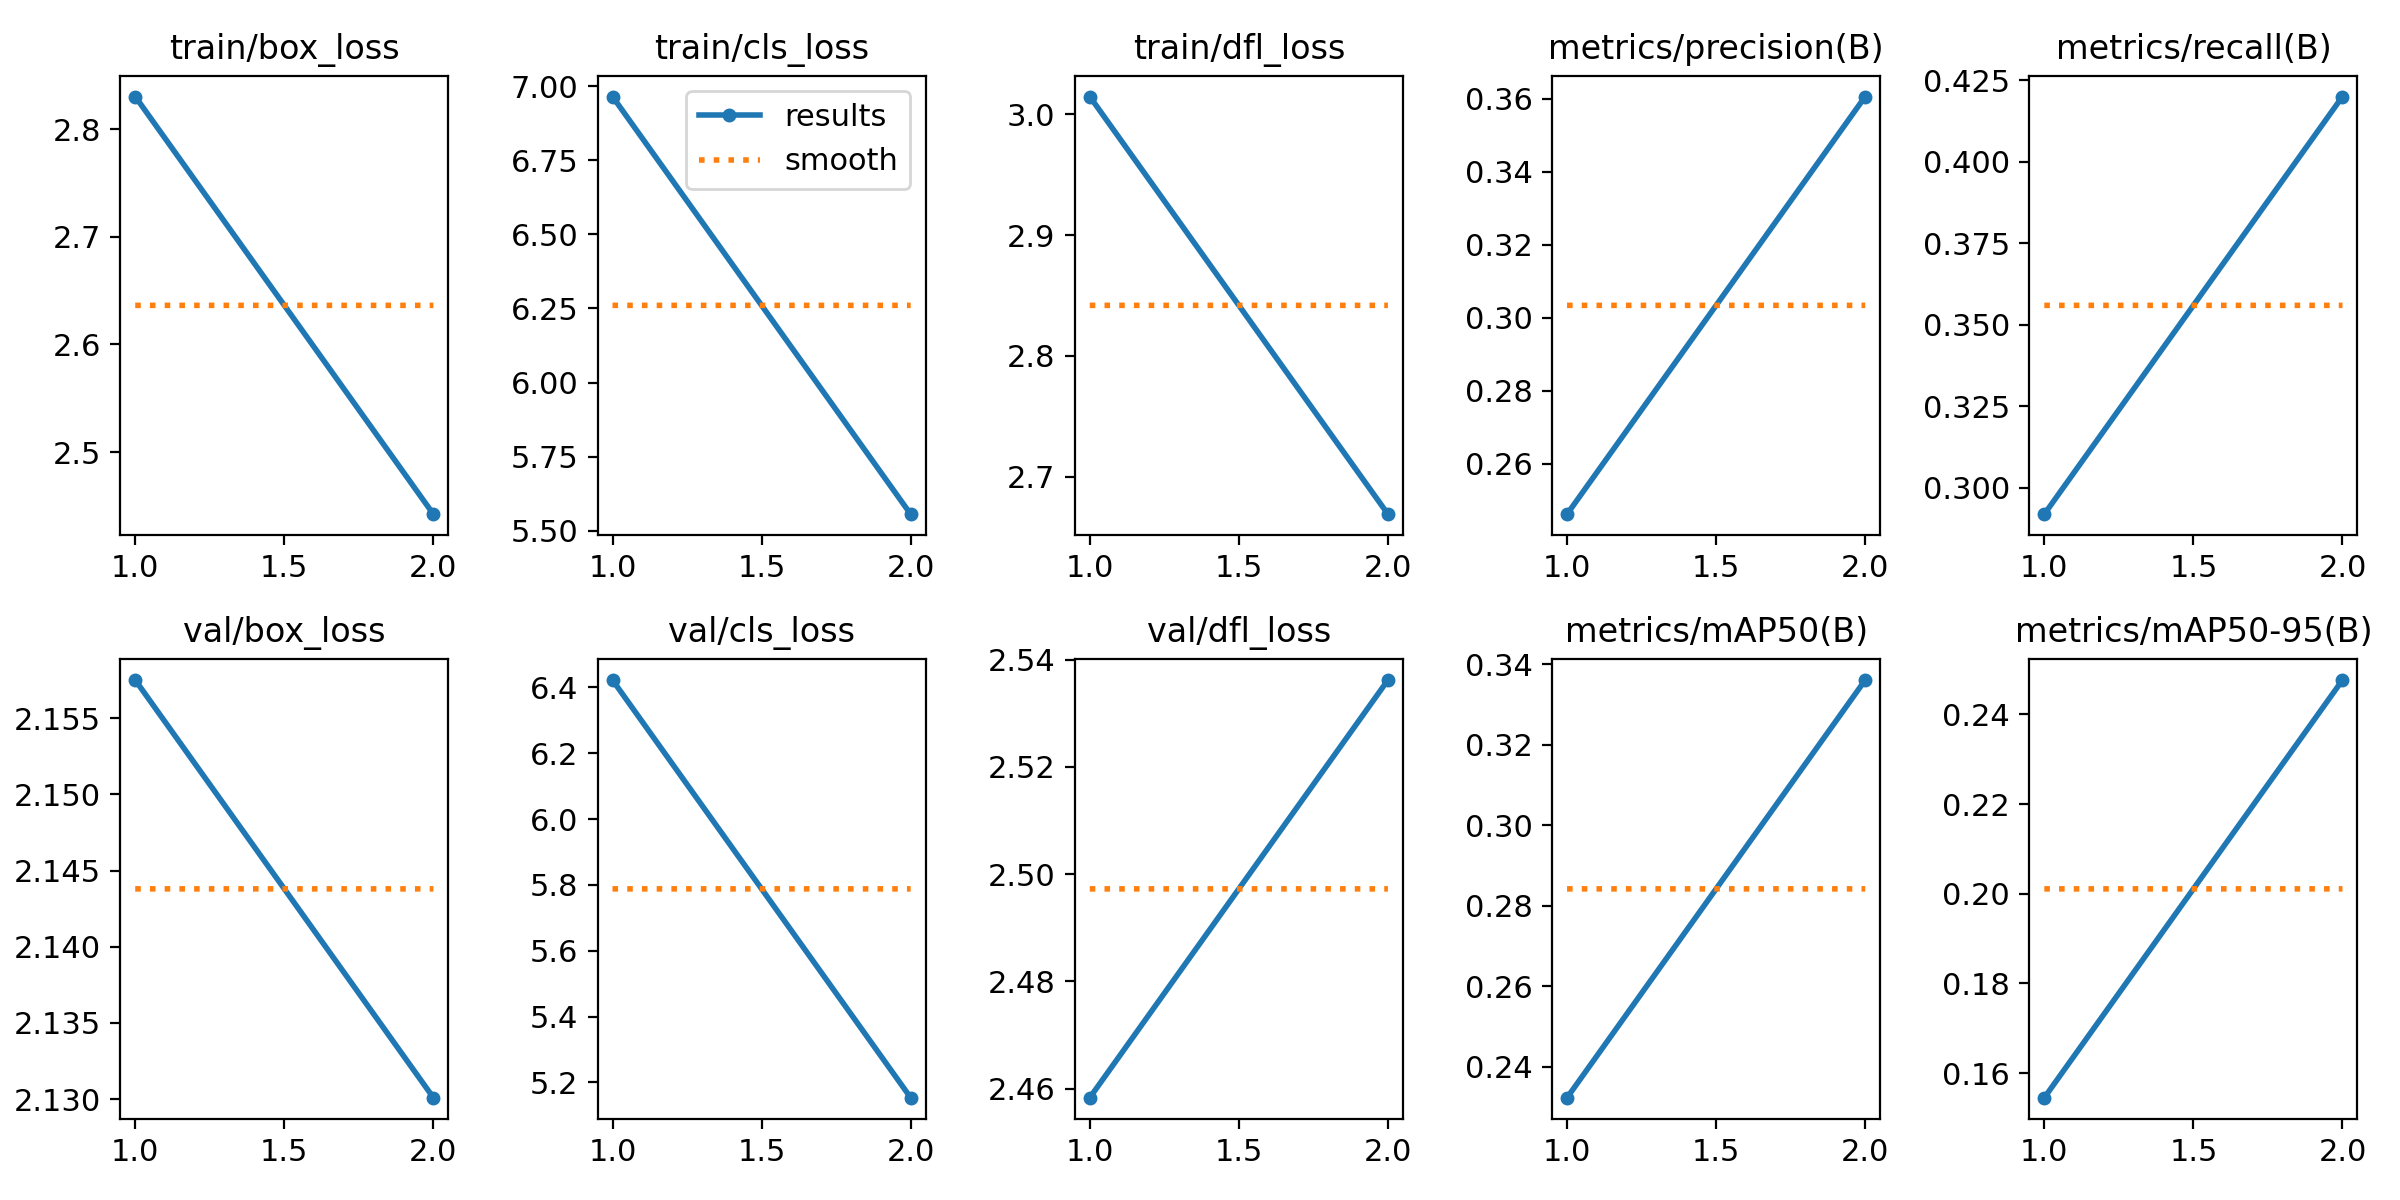 train/box_loss
2.8
2.7
2.6
2.5
1.0 1.5 2.0
train/cls_loss
results
smooth
7.00
6.75
6.50
6.25
6.00
5.75
5.50
1.0 1.5 2.0
train/dfl_loss
3.0
2.9
2.8
2.7
1.0 1.5 2.0
metrics/precision(B)
0.36
0.34
0.32
0.30
0.28
0.26
1.0 1.5 2.0
metrics/recall(B)
0.425
0.400
0.375
0.350
0.325
0.300
1.0 1.5 2.0
val/box_loss
2.155
2.150
2.145
2.140
2.135
2.130
1.0 1.5 2.0
val/cls_loss
6.4
6.2
6.0
5.8
5.6
5.4
5.2
1.0 1.5 2.0
val/dfl_loss
2.54
2.52
2.50
2.48
2.46
1.0 1.5 2.0
metrics/mAP50(B)
0.34
0.32
0.30
0.28
0.26
0.24
1.0 1.5 2.0
metrics/mAP50-95(B)
0.24
0.22
0.20
0.18
0.16
1.0 1.5 2.0